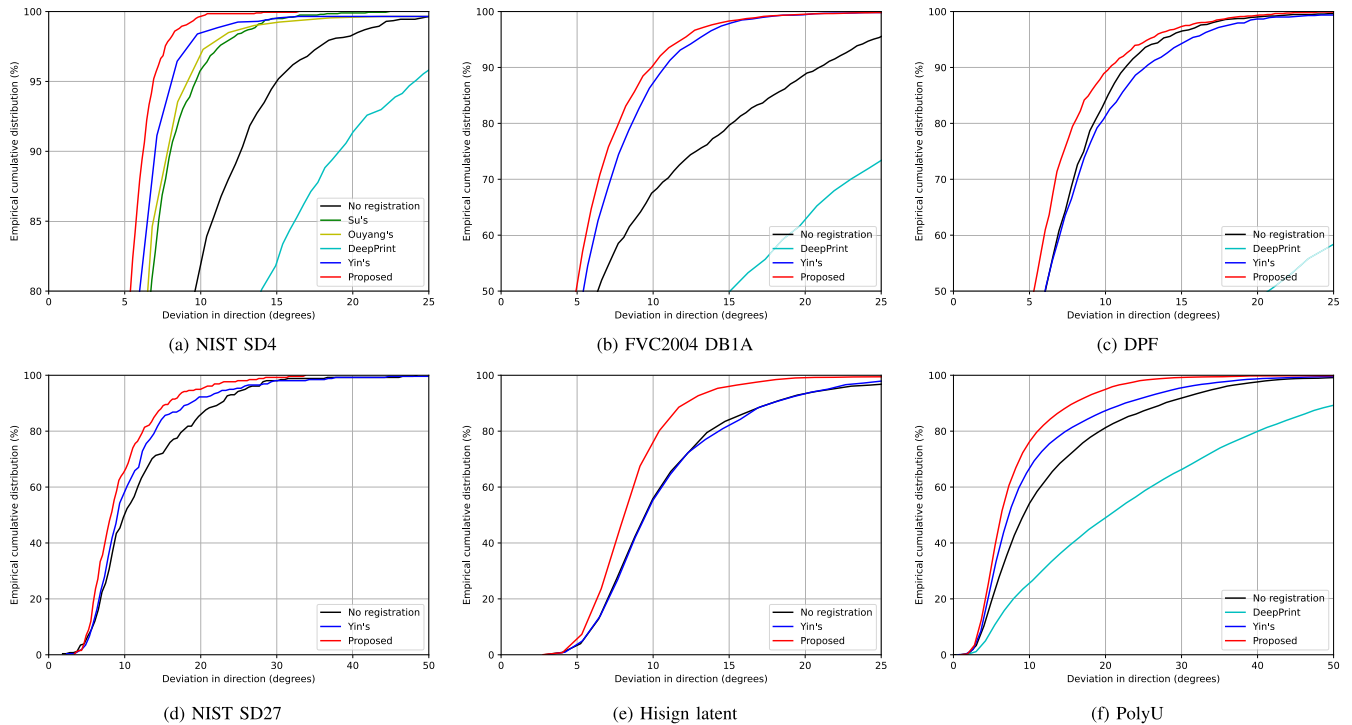 Empirical cumulative distribution (%)
100
95
90
85
80
No registration
Su's
Ouyang's
DeepPrint
Yin's
Proposed
0 5 10 15 20 25
Deviation in direction (degrees)
(a) NIST SD4
Empirical cumulative distribution (%)
100
90
80
70
60
50
No registration
DeepPrint
Yin's
Proposed
0 5 10 15 20 25
Deviation in direction (degrees)
(b) FVC2004 DB1A
Empirical cumulative distribution (%)
100
90
80
70
60
50
No registration
DeepPrint
Yin's
Proposed
0 5 10 15 20 25
Deviation in direction (degrees)
(c) DPF
Empirical cumulative distribution (%)
100
80
60
40
20
0
No registration
Yin's
Proposed
0 10 20 30 40 50
Deviation in direction (degrees)
(d) NIST SD27
Empirical cumulative distribution (%)
100
80
60
40
20
0
No registration
Yin's
Proposed
0 5 10 15 20 25
Deviation in direction (degrees)
(e) Hisign latent
Empirical cumulative distribution (%)
100
80
60
40
20
0
No registration
DeepPrint
Yin's
Proposed
0 10 20 30 40 50
Deviation in direction (degrees)
(f) PolyU